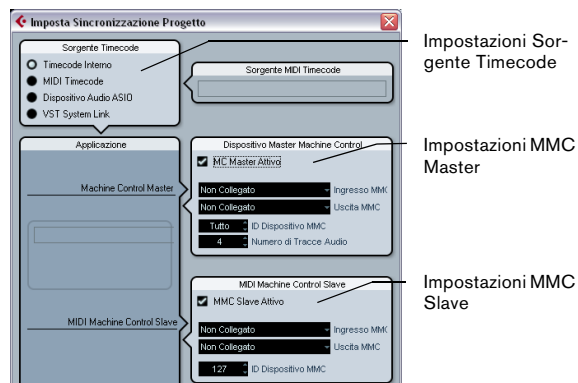 Imposta Sincronizzazione Progetto
Sorgente Timecode
Timecode Interno
MIDI Timecode
Dispositivo Audio ASIO
VST System Link
Sorgente MIDI Timecode
Impostazioni Sor-
gente Timecode
Applicazione
Machine Control Master
MIDI Machine Control Slave
Dispositivo Master Machine Control
MC Master Attivo
Non Collegato Ingresso MMC
Non Collegato Uscita MMC
Tutto ID Dispositivo MMC
4 Numero di Tracce Audio
Impostazioni MMC
Master
MIDI Machine Control Slave
MMC Slave Attivo
Non Collegato Ingresso MMC
Non Collegato Uscita MMC
127 ID Dispositivo MMC
Impostazioni MMC
Slave